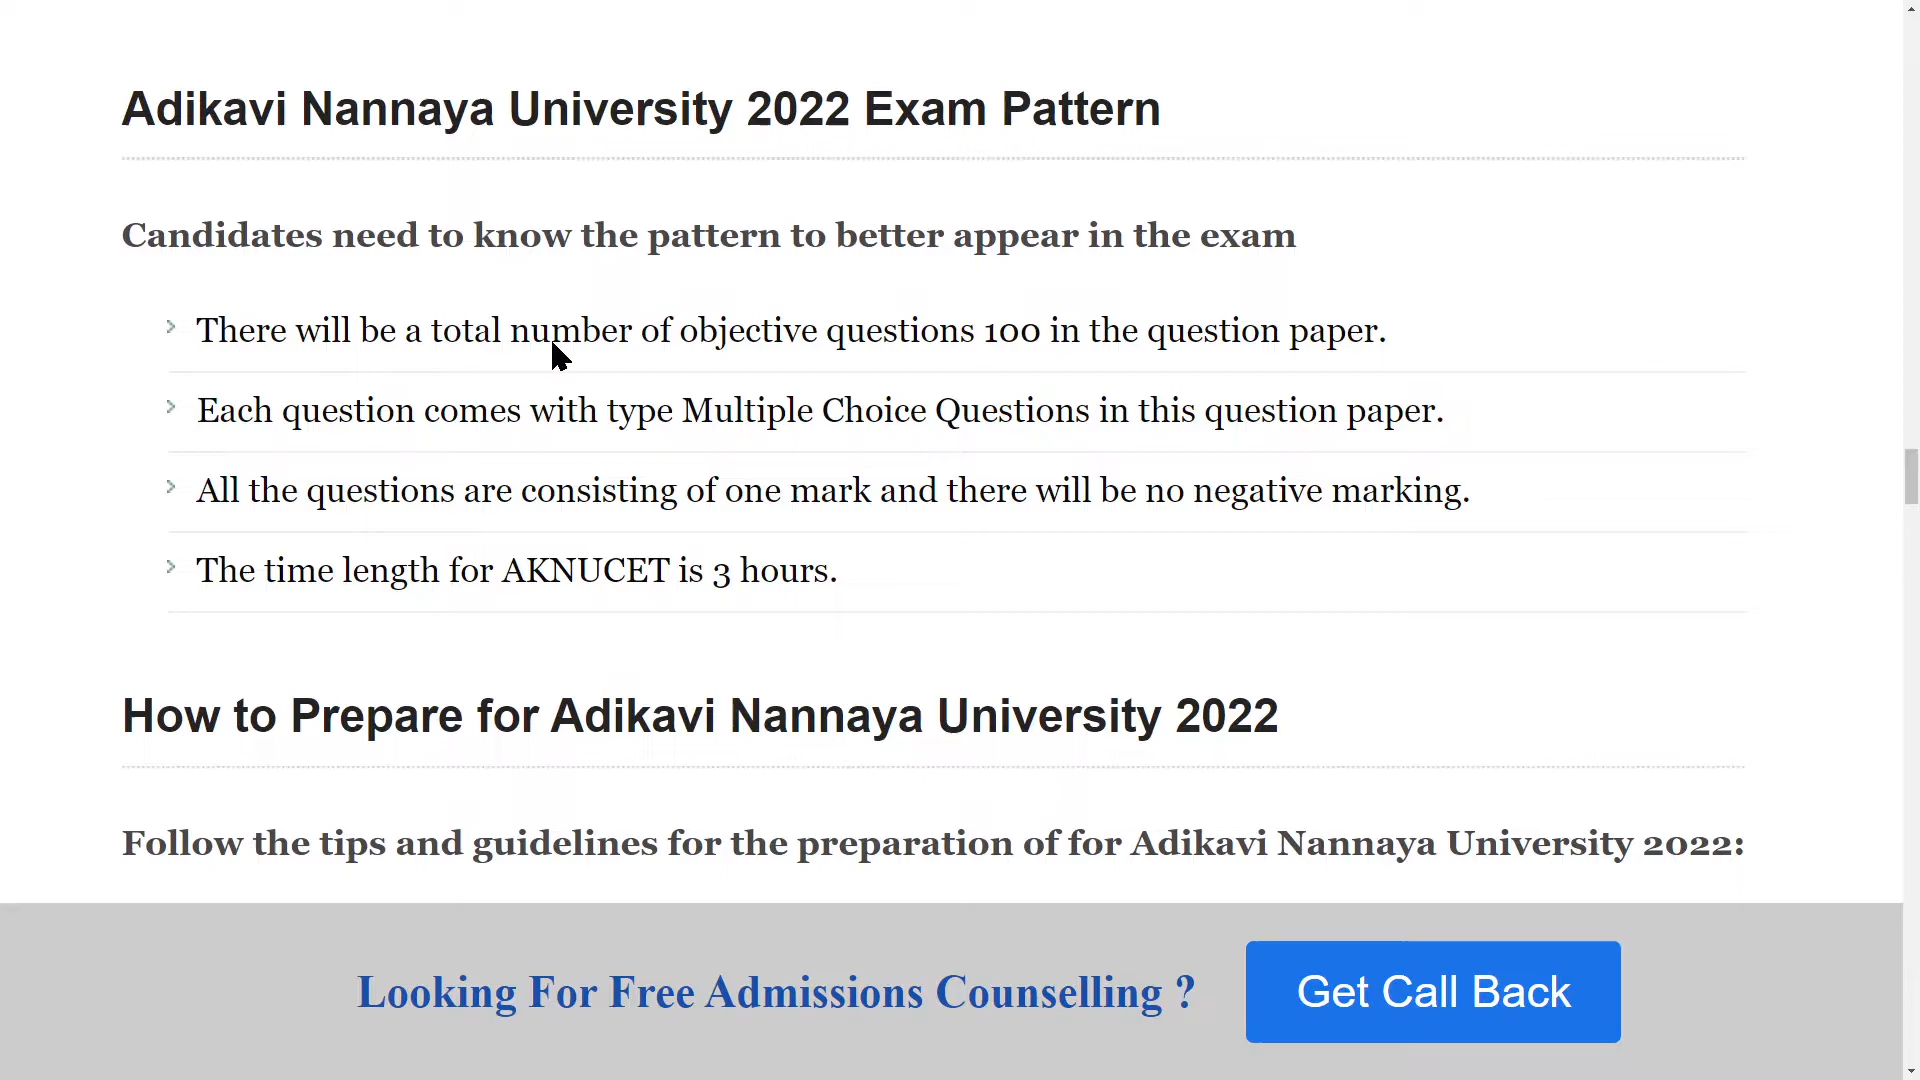 Adikavi Nannaya University 2022 Exam Pattern
Candidates need to know the pattern to better appear in the exam
There will be a total number of objective questions 100 in the question paper.
Each question comes with type Multiple Choice Questions in this question paper.
All the questions are consisting of one mark and there will be no negative marking.
The time length for AKNUCET is 3 hours.
How to Prepare for Adikavi Nannaya University 2022
Follow the tips and guidelines for the preparation of for Adikavi Nannaya University 2022:
Looking For Free Admissions Counselling ?
Get Call Back